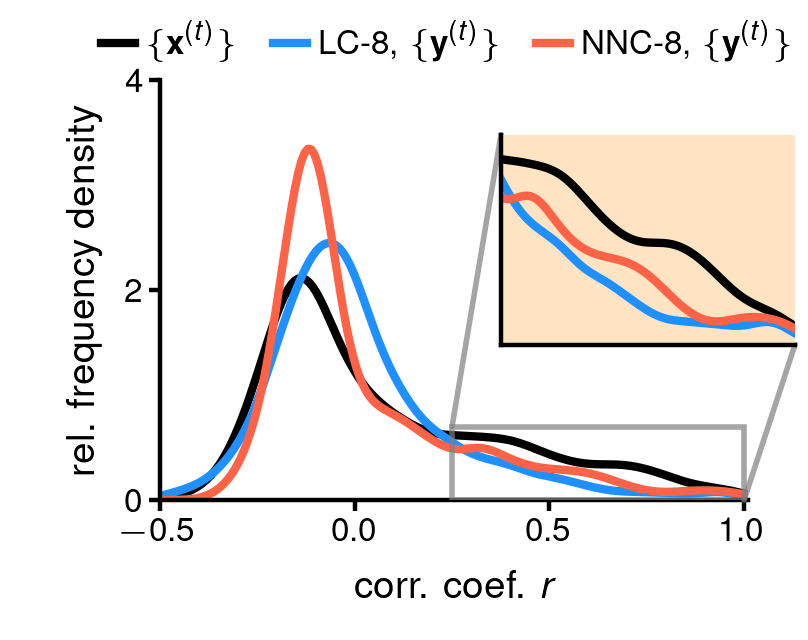 {x^(t)} LC-8, {y^(t)} NNC-8, {y^(t)}
rel. frequency density
4
2
0
−0.5 0.0 0.5 1.0
corr. coef. r